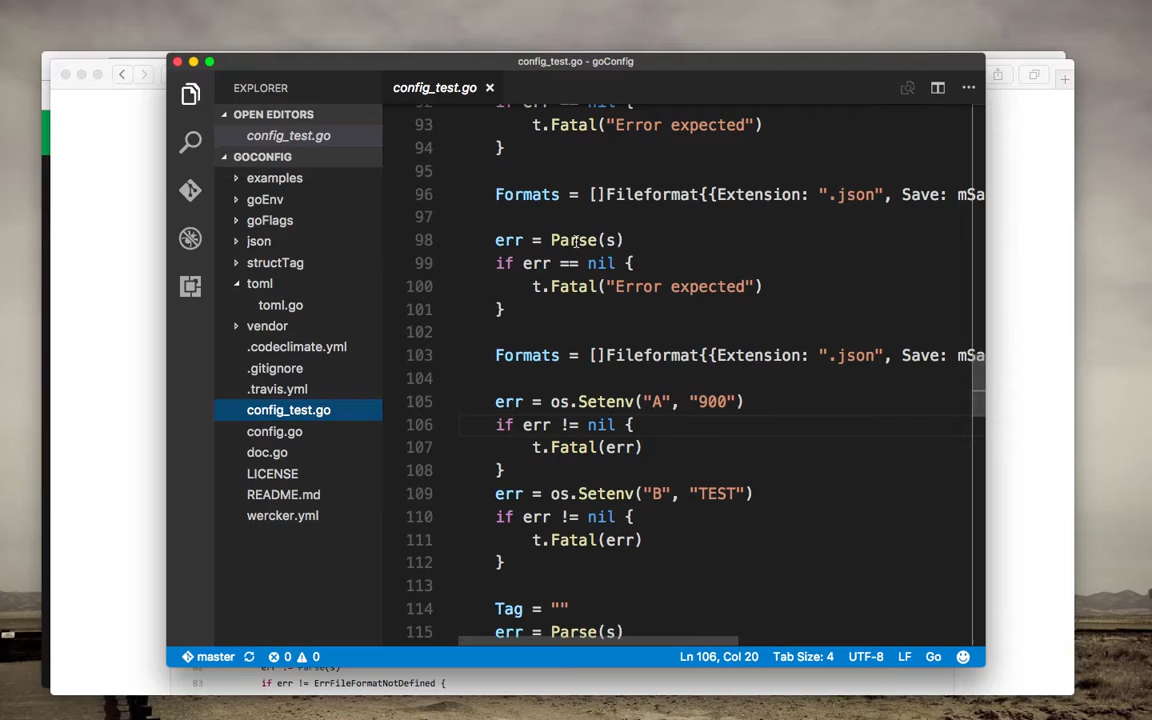 config_test.go - goConfig
EXPLORER
OPEN EDITORS
config_test.go
GOCONFIG
examples
goEnv
goFlags
json
structTag
toml
toml.go
vendor
.codeclimate.yml
.gitignore
.travis.yml
config_test.go
config.go
doc.go
LICENSE
README.md
wercker.yml
config_test.go
if err == nil {
93 t.Fatal("Error expected")
94 }
95
96 Formats = []Fileformat{{Extension: ".json", Save: mSa
97
98 err = Parse(s)
99 if err == nil {
100 t.Fatal("Error expected")
101 }
102
103 Formats = []Fileformat{{Extension: ".json", Save: mSa
104
105 err = os.Setenv("A", "900")
106 if err != nil {
107 t.Fatal(err)
108 }
109 err = os.Setenv("B", "TEST")
110 if err != nil {
111 t.Fatal(err)
112 }
113
114 Tag = ""
115 err = Parse(s)
master 0 0 Ln 106, Col 20 Tab Size: 4 UTF-8 LF Go
err := Parse(s)
83 if err != ErrFileFormatNotDefined {